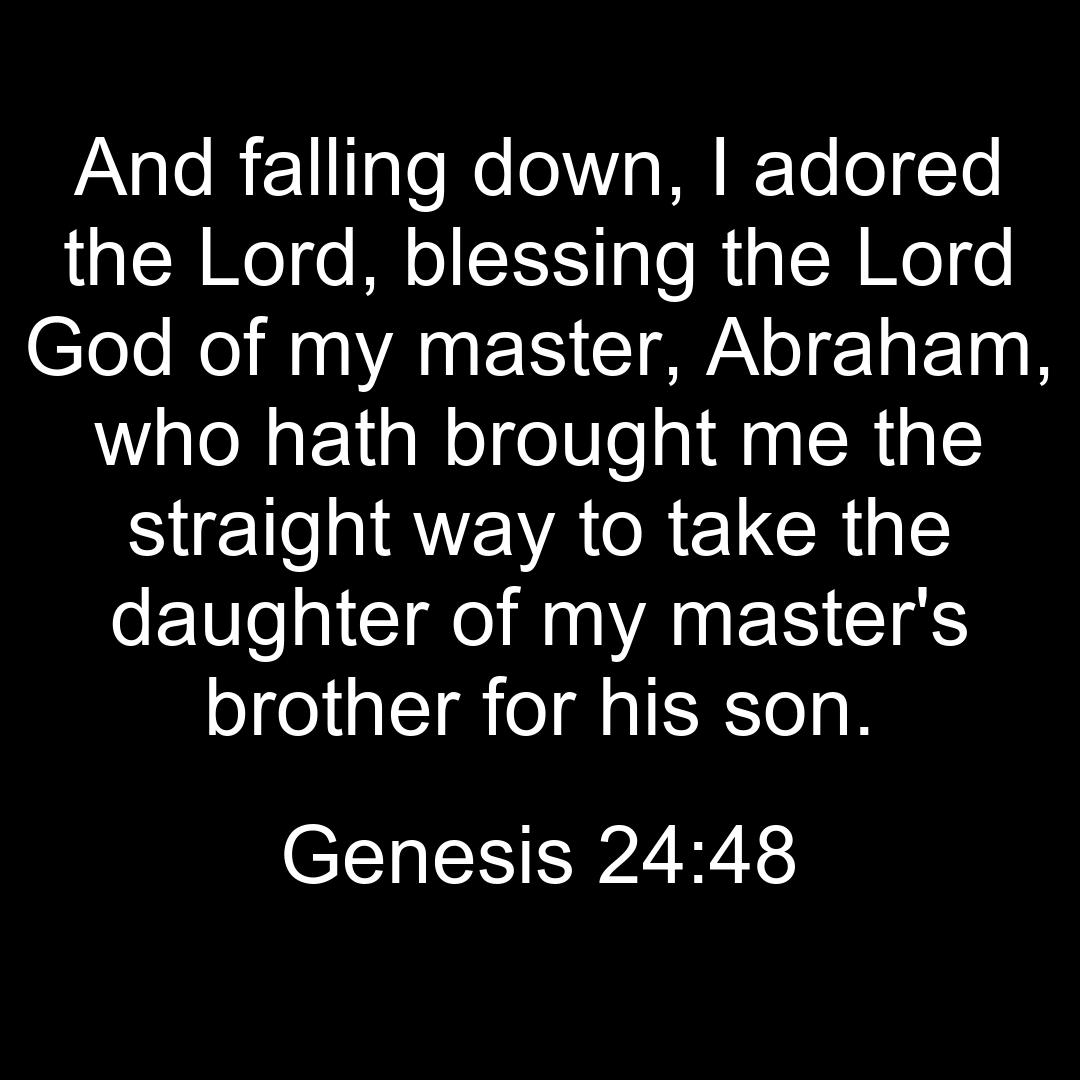 And falling down, I adored
the Lord, blessing the Lord
God of my master, Abraham,
who hath brought me the
straight way to take the
daughter of my master's
brother for his son.
Genesis 24:48